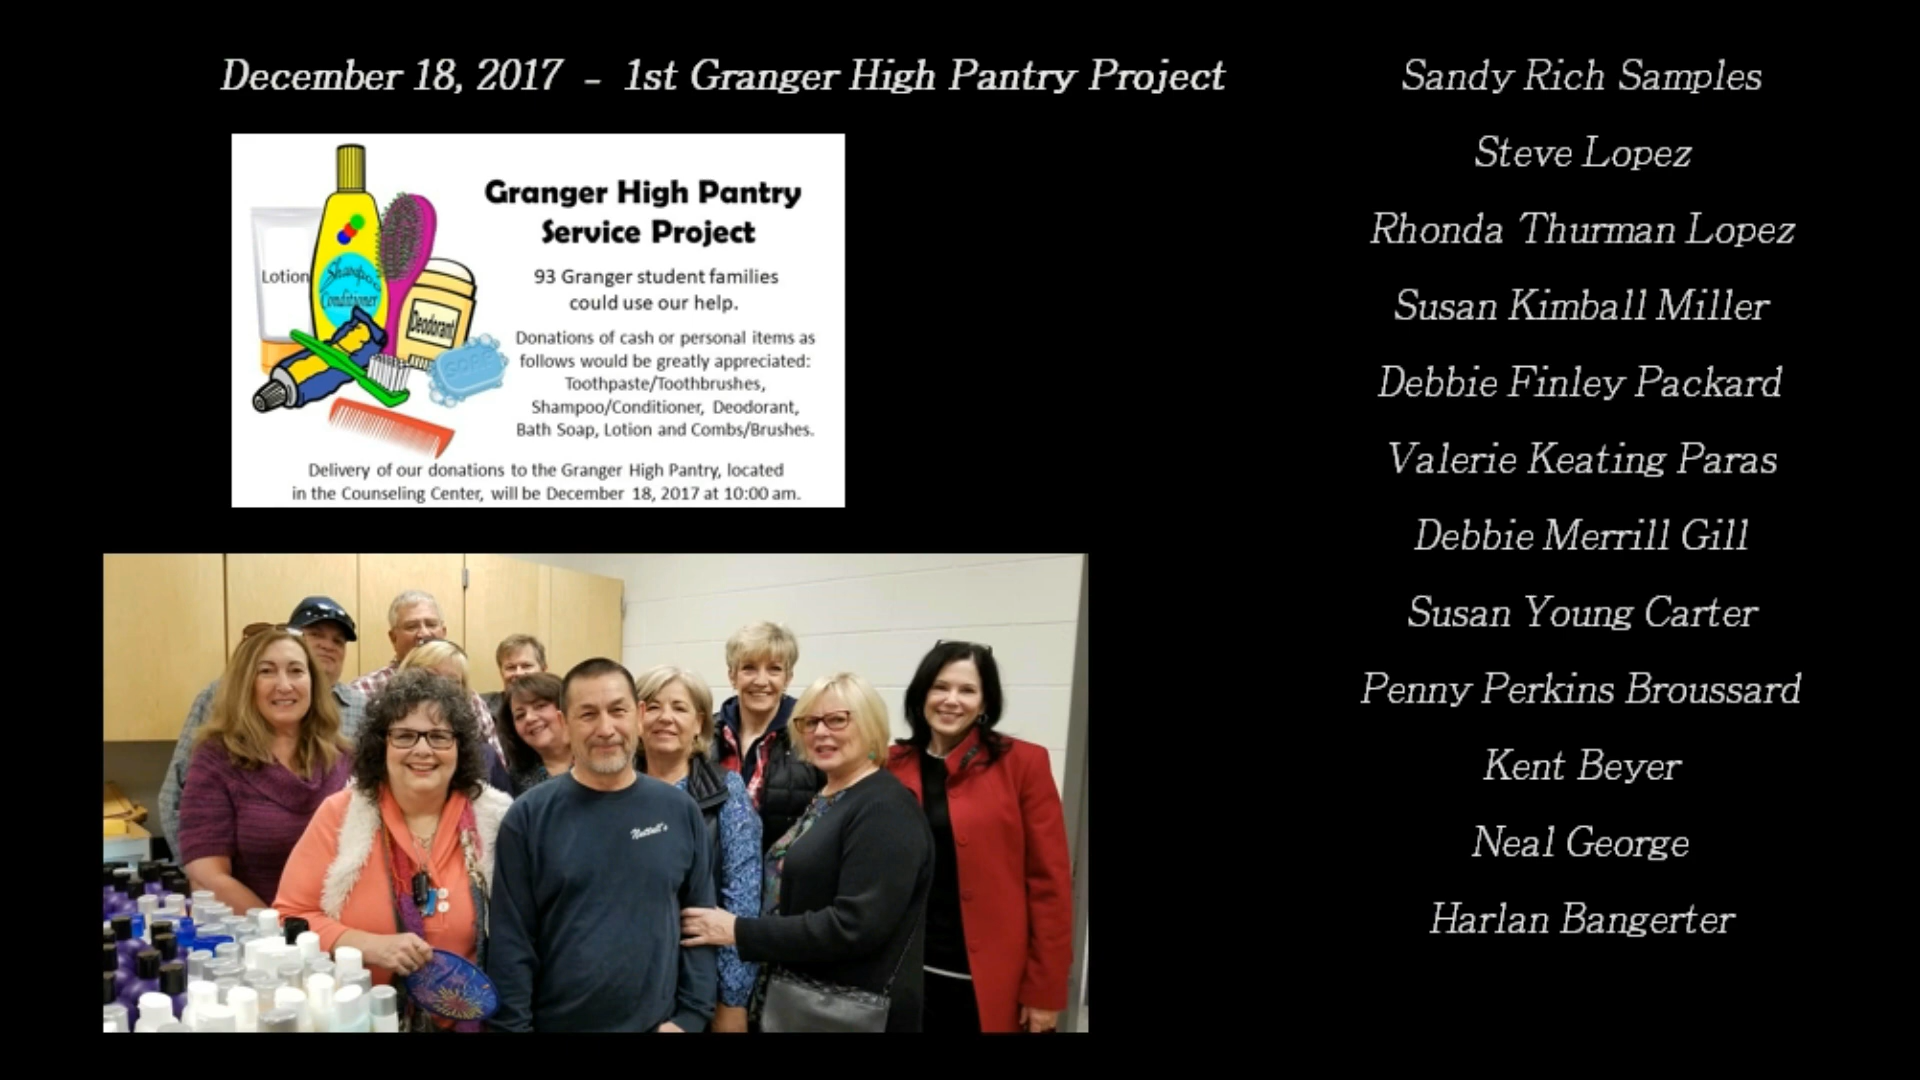 December 18, 2017 - 1st Granger High Pantry Project
Granger High Pantry
Service Project
93 Granger student families
could use our help.
Donations of cash or personal items as
follows would be greatly appreciated:
Toothpaste/Toothbrushes,
Shampoo/Conditioner, Deodorant,
Bath Soap, Lotion and Combs/Brushes.
Delivery of our donations to the Granger High Pantry, located
in the Counseling Center, will be December 18, 2017 at 10:00 am.
Lotion
Shampoo
Conditioner
Deodorant
SOAP
Nuttall's
Sandy Rich Samples
Steve Lopez
Rhonda Thurman Lopez
Susan Kimball Miller
Debbie Finley Packard
Valerie Keating Paras
Debbie Merrill Gill
Susan Young Carter
Penny Perkins Broussard
Kent Beyer
Neal George
Harlan Bangerter